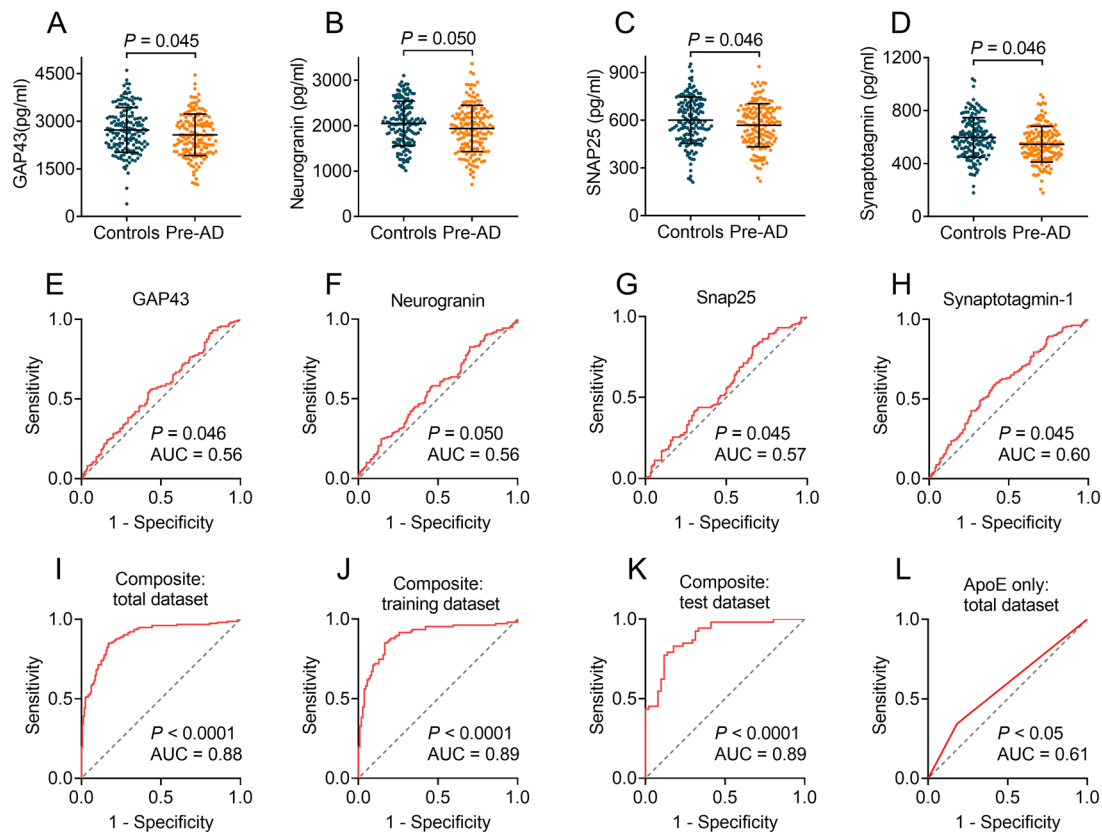 A
P = 0.045
GAP43(pg/ml)
4500
3000
1500
0
Controls Pre-AD
B
P = 0.050
Neurogranin (pg/ml)
3000
2000
1000
0
Controls Pre-AD
C
P = 0.046
SNAP25 (pg/ml)
900
600
300
0
Controls Pre-AD
D
P = 0.046
Synaptotagmin (pg/ml)
1200
800
400
0
Controls Pre-AD
E
GAP43
Sensitivity
1.0
0.5
0.0
P = 0.046
AUC = 0.56
0.0 0.5 1.0
1 - Specificity
F
Neurogranin
Sensitivity
1.0
0.5
0.0
P = 0.050
AUC = 0.56
0.0 0.5 1.0
1 - Specificity
G
Snap25
Sensitivity
1.0
0.5
0.0
P = 0.045
AUC = 0.57
0.0 0.5 1.0
1 - Specificity
H
Synaptotagmin-1
Sensitivity
1.0
0.5
0.0
P = 0.045
AUC = 0.60
0.0 0.5 1.0
1 - Specificity
I
Composite:
total dataset
Sensitivity
1.0
0.5
0.0
P < 0.0001
AUC = 0.88
0.0 0.5 1.0
1 - Specificity
J
Composite:
training dataset
Sensitivity
1.0
0.5
0.0
P < 0.0001
AUC = 0.89
0.0 0.5 1.0
1 - Specificity
K
Composite:
test dataset
Sensitivity
1.0
0.5
0.0
P < 0.0001
AUC = 0.89
0.0 0.5 1.0
1 - Specificity
L
ApoE only:
total dataset
Sensitivity
1.0
0.5
0.0
P < 0.05
AUC = 0.61
0.0 0.5 1.0
1 - Specificity